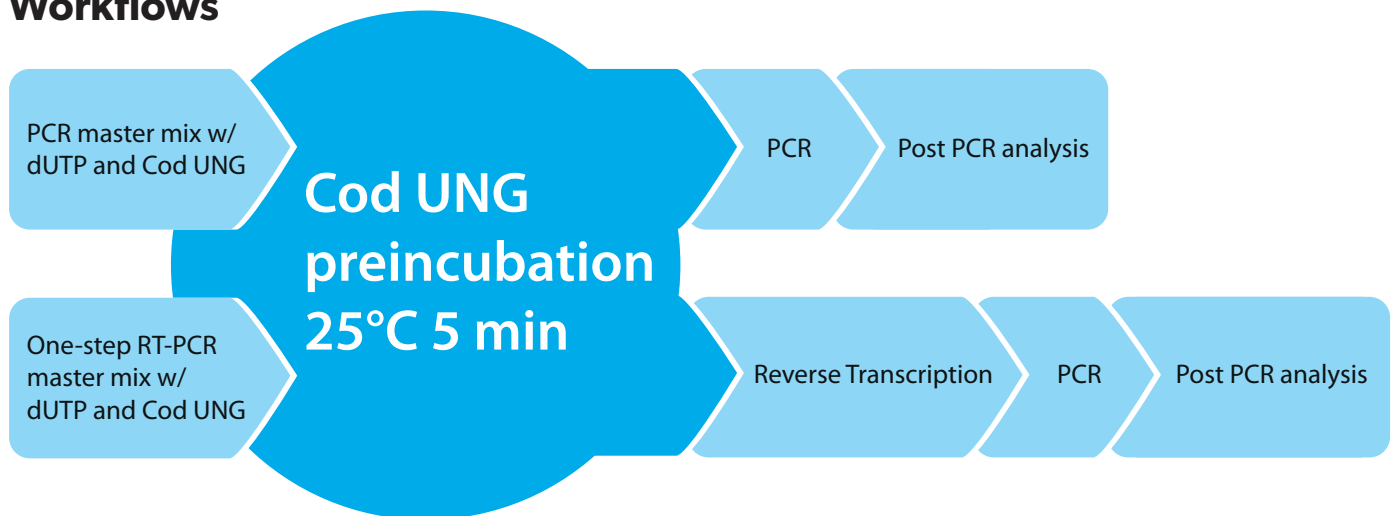 Workflows
PCR master mix w/
dUTP and Cod UNG
Cod UNG
preincubation
25°C 5 min
PCR
Post PCR analysis
One-step RT-PCR
master mix w/
dUTP and Cod UNG
Reverse Transcription
PCR
Post PCR analysis